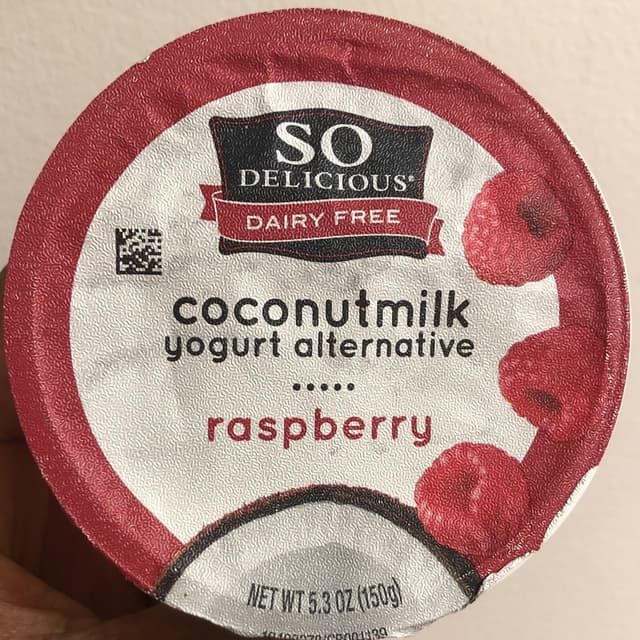 SO
DELICIOUS®
DAIRY FREE
coconutmilk
yogurt alternative
raspberry
NET WT 5.3 OZ (150g)